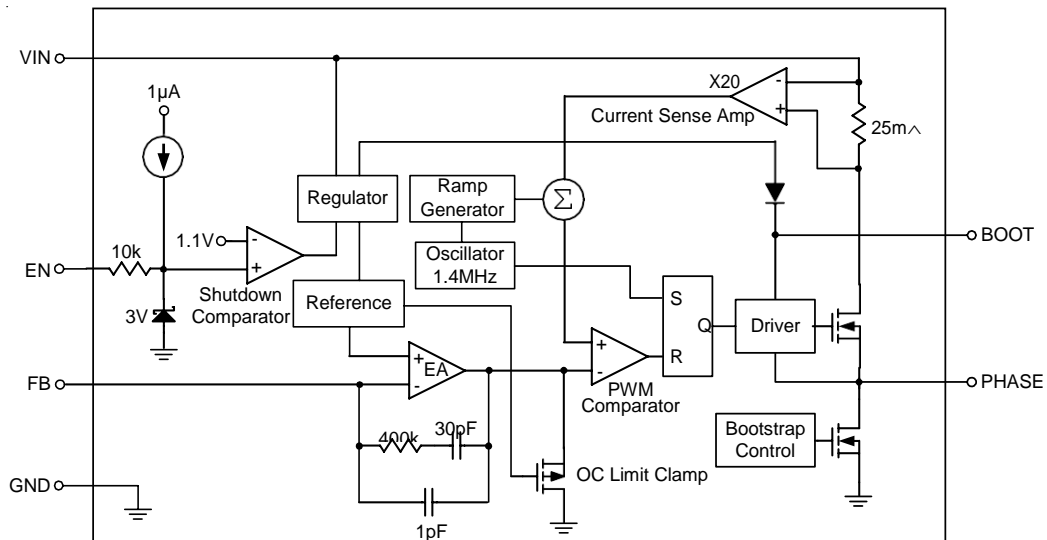 VIN
1µA
X20
Current Sense Amp
-
+
25m∧
Regulator
Ramp
Generator
Σ
1.1V
-
+
10k
EN
Oscillator
1.4MHz
BOOT
Shutdown
Comparator
3V
Reference
S
Q
R
Driver
+
EA
-
+
-
FB
PWM
Comparator
PHASE
400k
30pF
Bootstrap
Control
OC Limit Clamp
GND
1pF